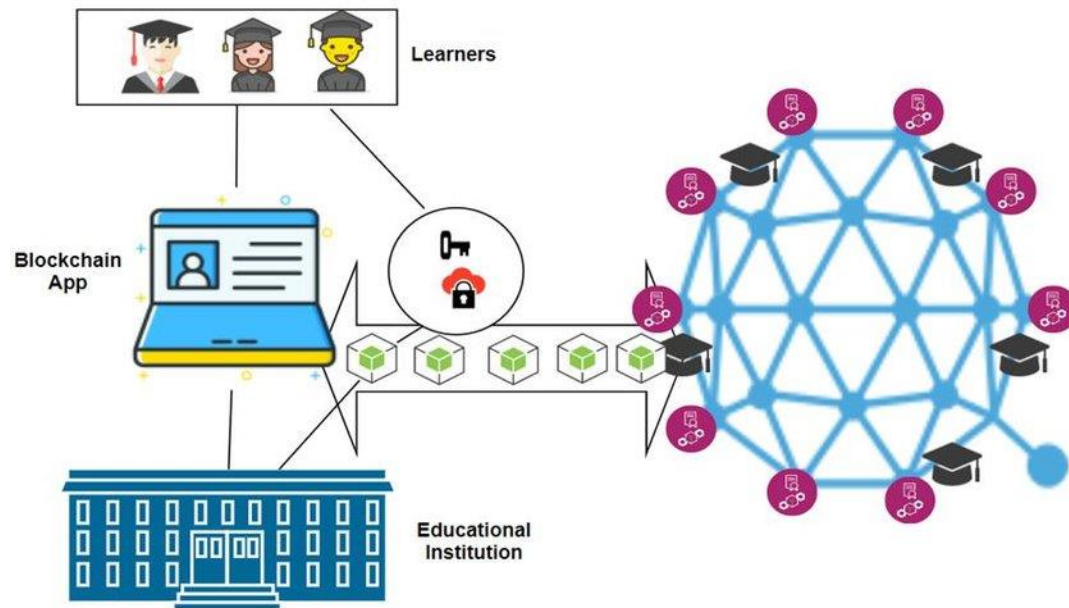 Learners
Blockchain
App
Educational
Institution